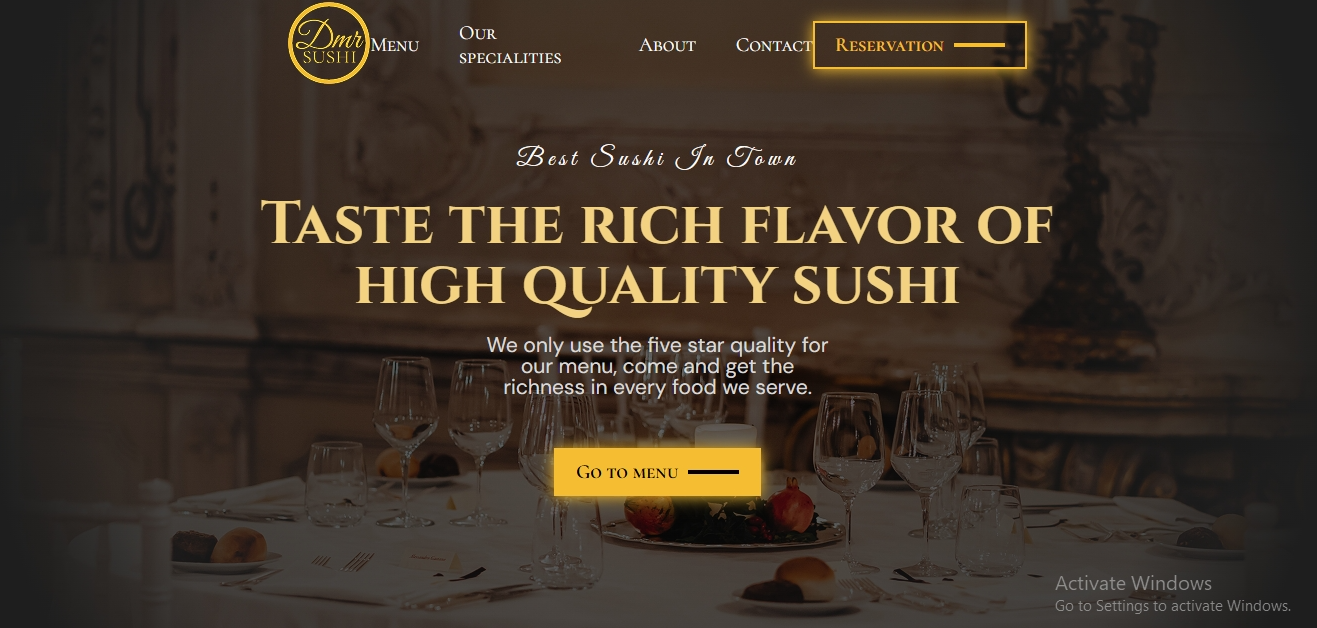 Dmr
SUSHI
Menu
Our
specialities
About
Contact
Reservation
Best Sushi In Town
Taste the rich flavor of
high quality sushi
We only use the five star quality for
our menu, come and get the
richness in every food we serve.
Go to menu
Activate Windows
Go to Settings to activate Windows.